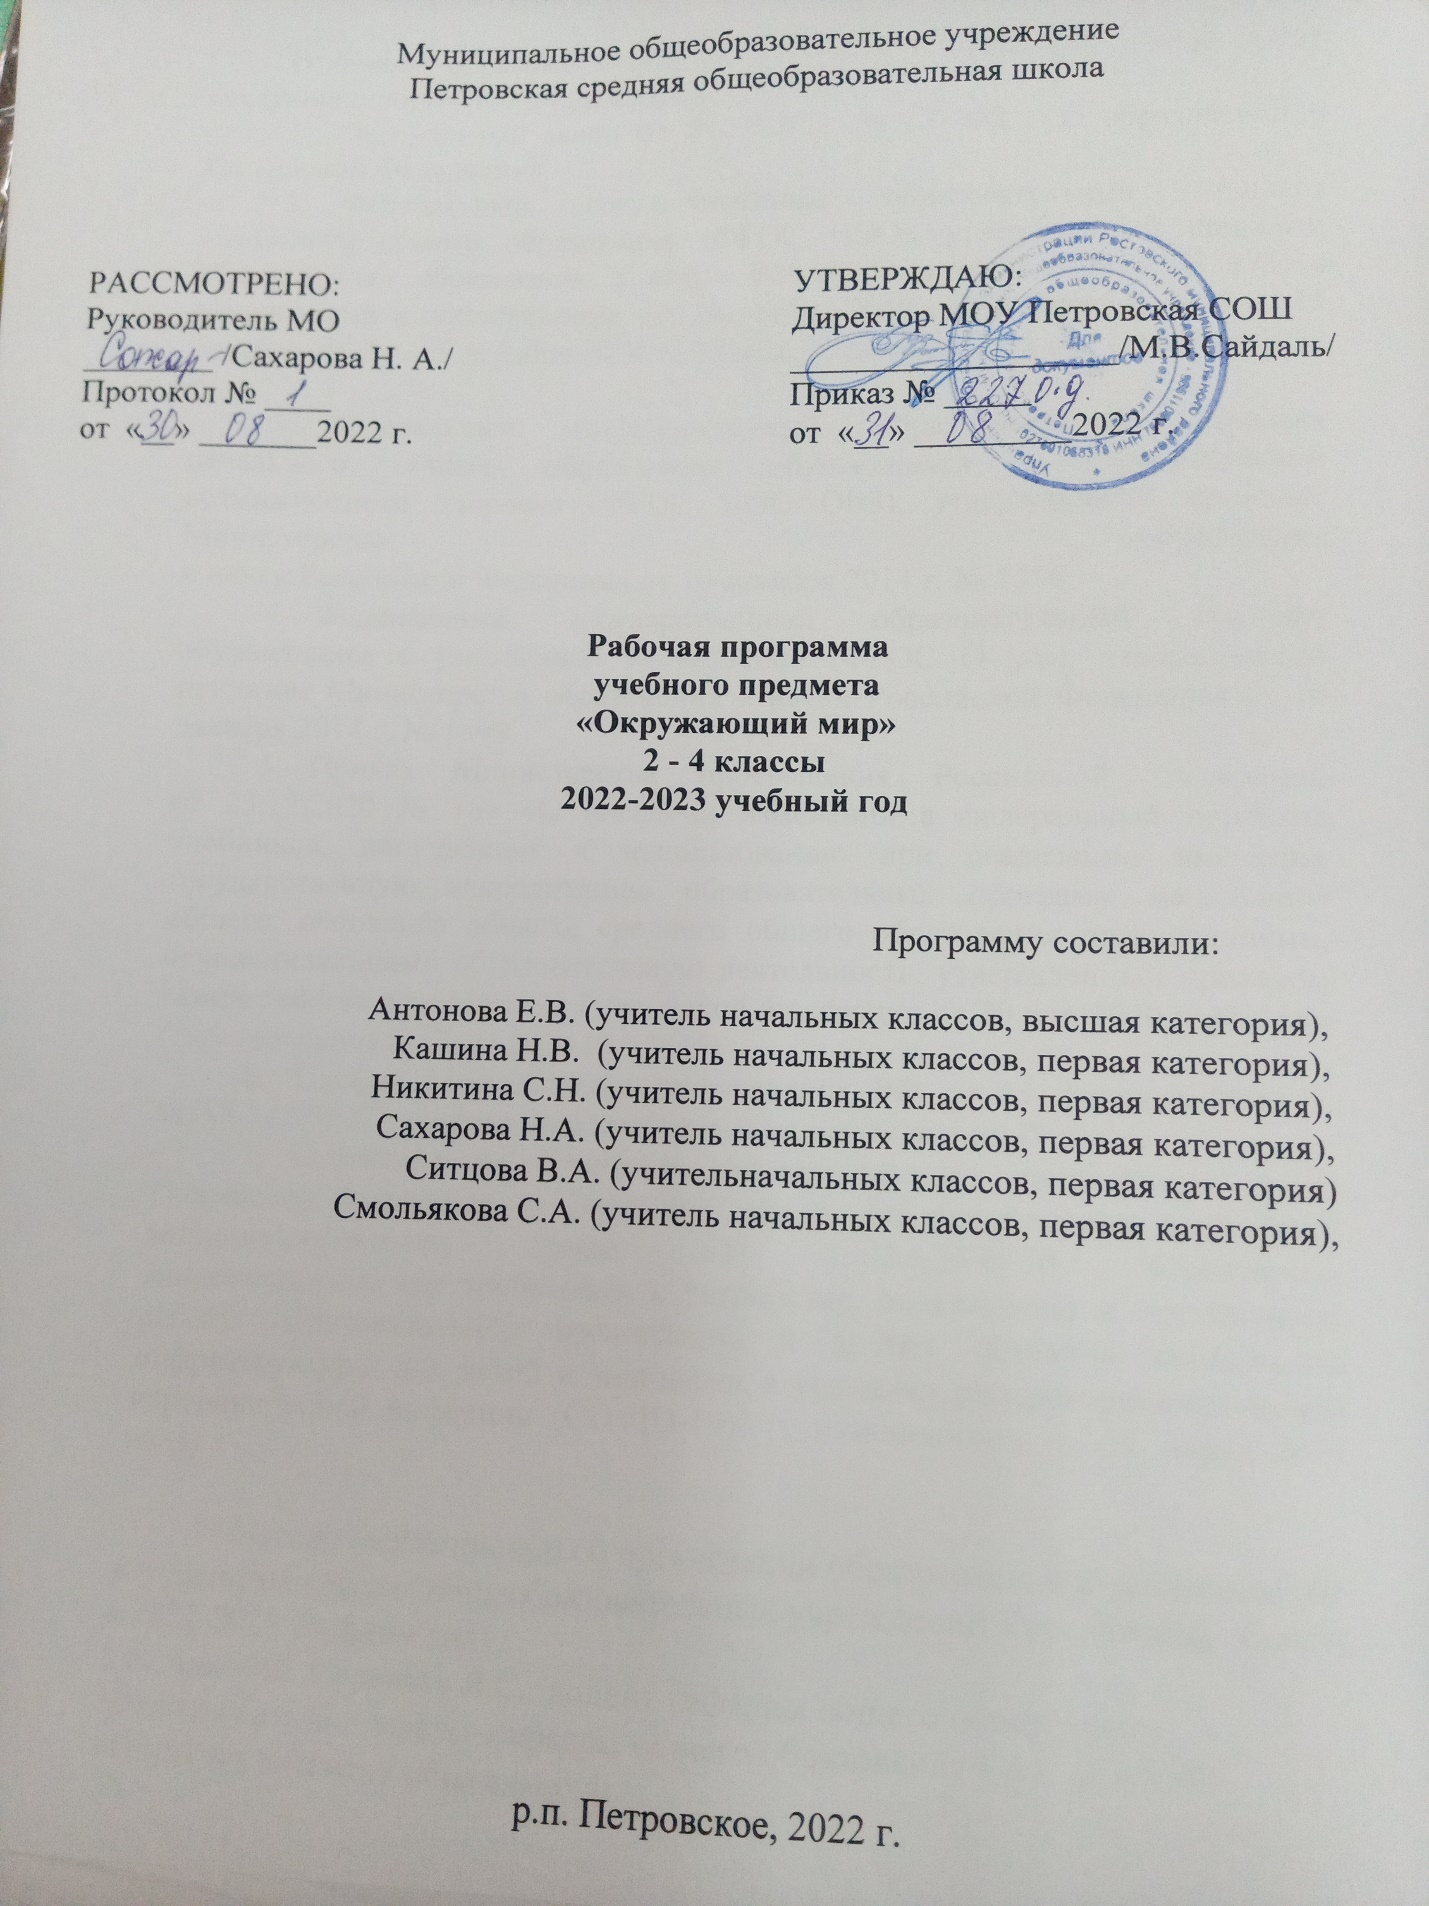 Муниципальное общеобразовательное учреждение
Петровская средняя общеобразовательная школа
РАССМОТРЕНО:
Руководитель МО
/Сахарова Н. А./
Протокол № 1
от «30» 08 2022 г.
УТВЕРЖДАЮ:
Директор МОУ Петровская СОШ
/М.В.Сайдаль/
Приказ № 227 о.д.
от «31» 08 2022 г.
Для
документов
Рабочая программа
учебного предмета
«Окружающий мир»
2 - 4 классы
2022-2023 учебный год
Программу составили:
Антонова Е.В. (учитель начальных классов, высшая категория),
Кашина Н.В. (учитель начальных классов, первая категория),
Никитина С.Н. (учитель начальных классов, первая категория),
Сахарова Н.А. (учитель начальных классов, первая категория),
Ситцова В.А. (учительначальных классов, первая категория)
Смольякова С.А. (учитель начальных классов, первая категория),
р.п. Петровское, 2022 г.